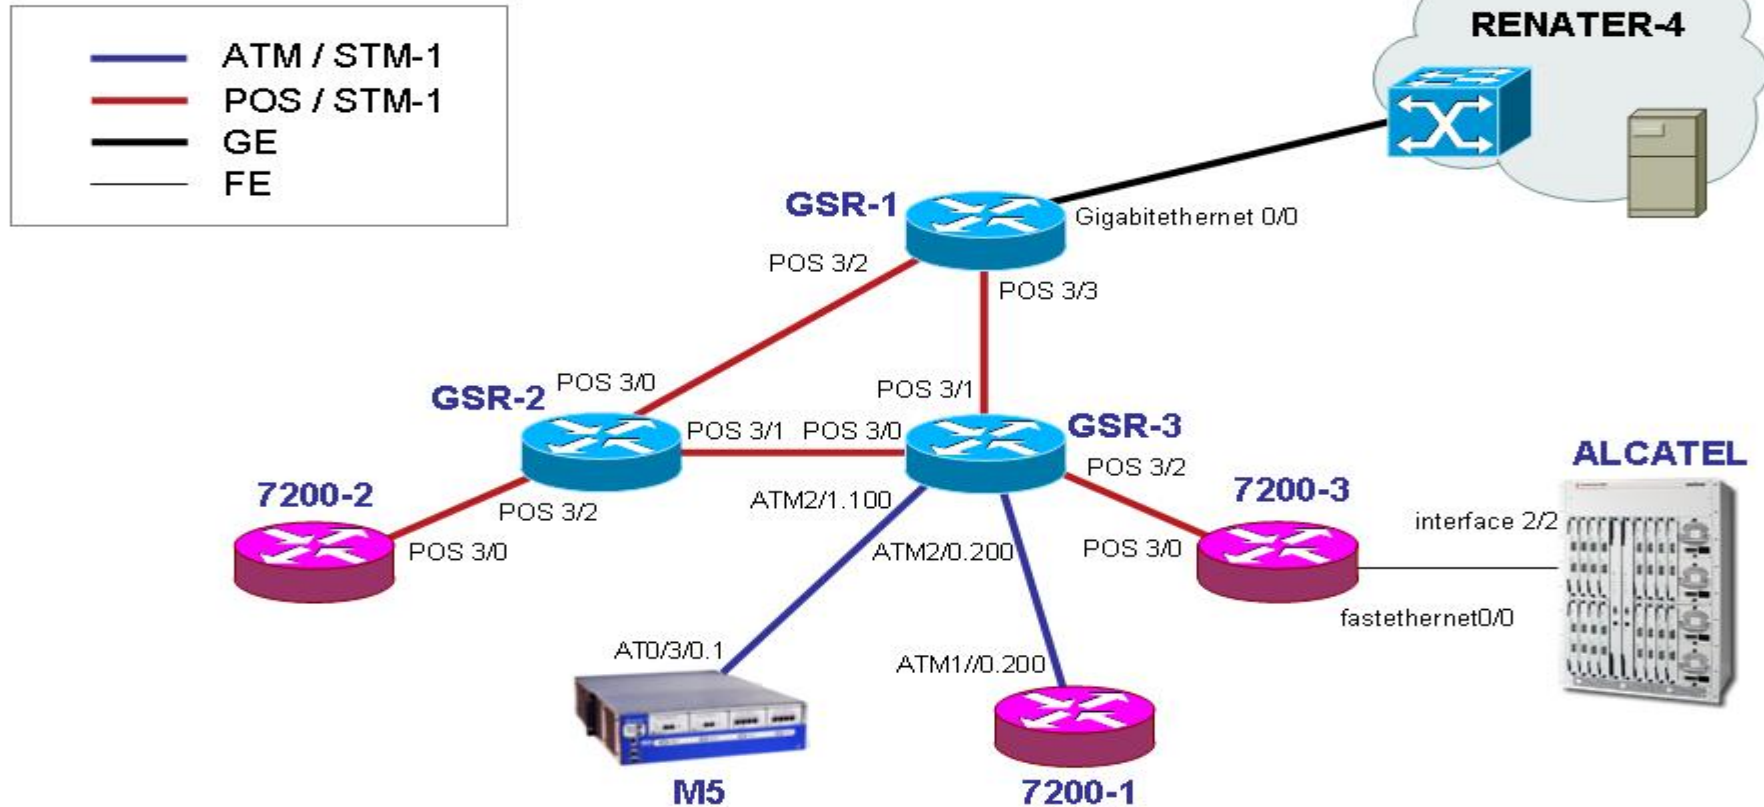 ATM / STM-1
POS / STM-1
GE
FE
RENATER-4
GSR-1
Gigabitethernet 0/0
POS 3/2
POS 3/3
GSR-2
POS 3/0
POS 3/1
GSR-3
POS 3/1
POS 3/0
POS 3/2
ALCATEL
7200-2
POS 3/2
POS 3/0
ATM2/1.100
ATM2/0.200
7200-3
POS 3/0
interface 2/2
fastethernet0/0
AT0/3/0.1
ATM1//0.200
M5
7200-1